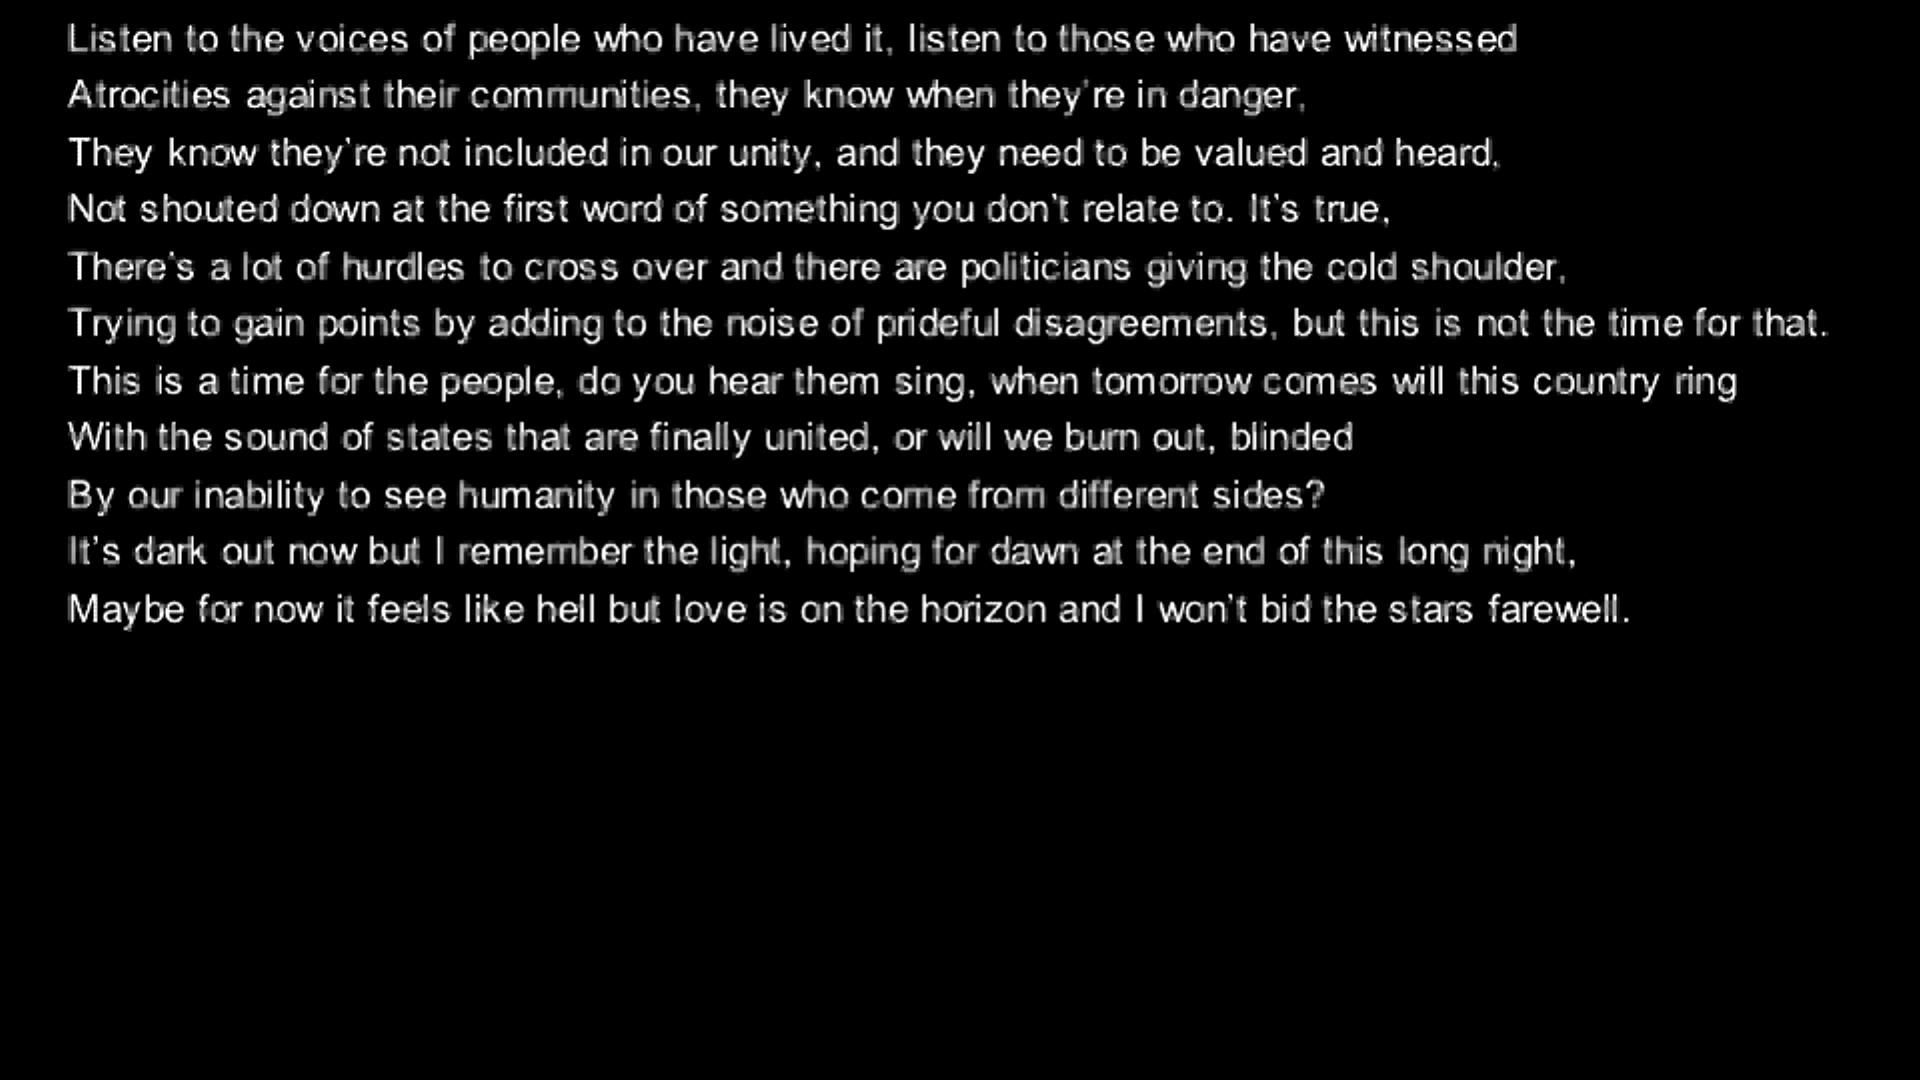 Listen to the voices of people who have lived it, listen to those who have witnessed
Atrocities against their communities, they know when they're in danger,
They know they're not included in our unity, and they need to be valued and heard,
Not shouted down at the first word of something you don't relate to. It's true,
There's a lot of hurdles to cross over and there are politicians giving the cold shoulder,
Trying to gain points by adding to the noise of prideful disagreements, but this is not the time for that.
This is a time for the people, do you hear them sing, when tomorrow comes will this country ring
With the sound of states that are finally united, or will we burn out, blinded
By our inability to see humanity in those who come from different sides?
It's dark out now but I remember the light, hoping for dawn at the end of this long night,
Maybe for now it feels like hell but love is on the horizon and I won't bid the stars farewell.